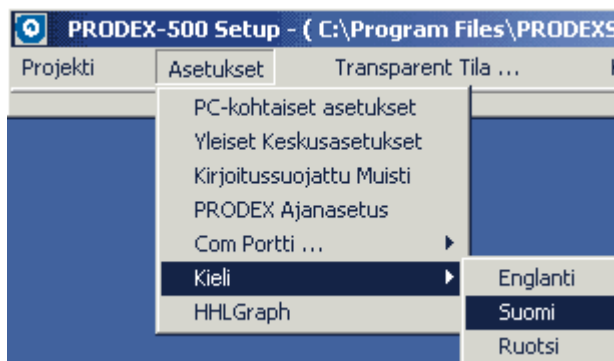 PRODEX-500 Setup - ( C:\Program Files\PRODEXS
Projekti Asetukset Transparent Tila ...
PC-kohtaiset asetukset
Yleiset Keskusasetukset
Kirjoitussuojattu Muisti
PRODEX Ajanasetus
Com Portti ...
Kieli
HHLGraph
Englanti
Suomi
Ruotsi